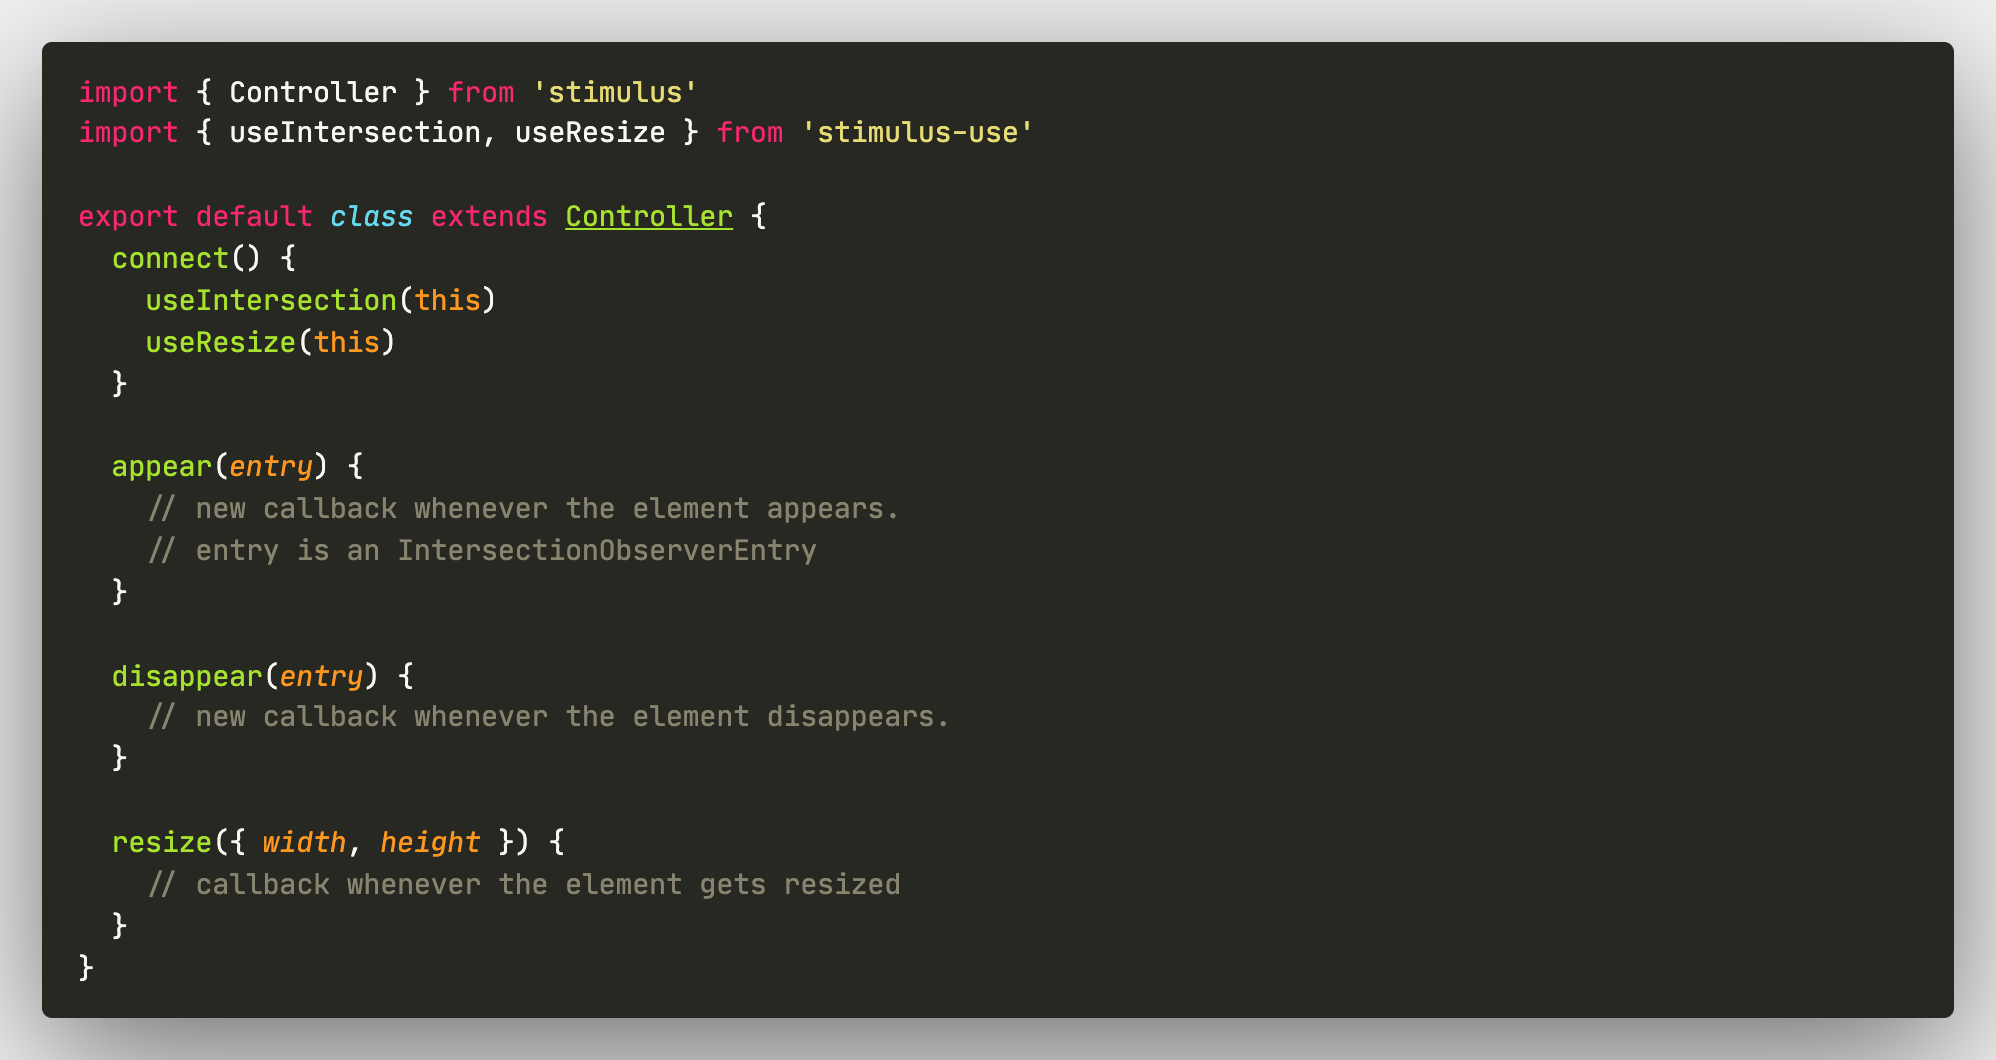 import { Controller } from 'stimulus'
import { useIntersection, useResize } from 'stimulus-use'

export default class extends Controller {
  connect() {
    useIntersection(this)
    useResize(this)
  }

  appear(entry) {
    // new callback whenever the element appears.
    // entry is an IntersectionObserverEntry
  }

  disappear(entry) {
    // new callback whenever the element disappears.
  }

  resize({ width, height }) {
    // callback whenever the element gets resized
  }
}